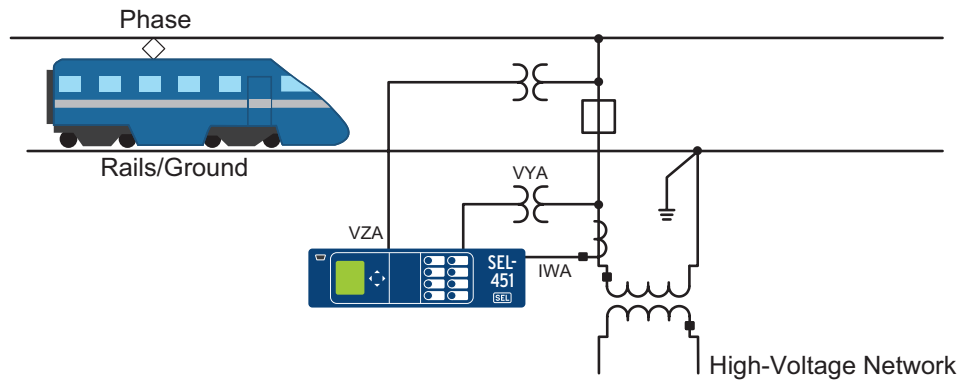 Phase
Rails/Ground
VYA
VZA
IWA
SEL-
451
SEL
High-Voltage Network